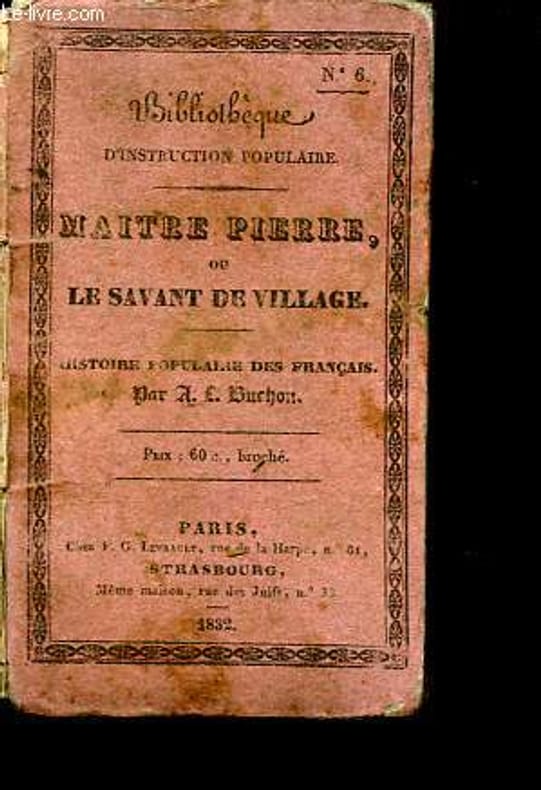 le-livre.com
N.° 6.
Bibliothèque
D'INSTRUCTION POPULAIRE.
MAITRE PIERRE,
OU
LE SAVANT DE VILLAGE.
HISTOIRE POPULAIRE DES FRANÇAIS.
Par A. L. Buchon.
PRIX : 60 c., broché.
PARIS,
Chez F. G. LEVRAULT, rue de la Harpe, n.° 81,
STRASBOURG,
Même maison, rue des Juifs, n.° 33
1832.